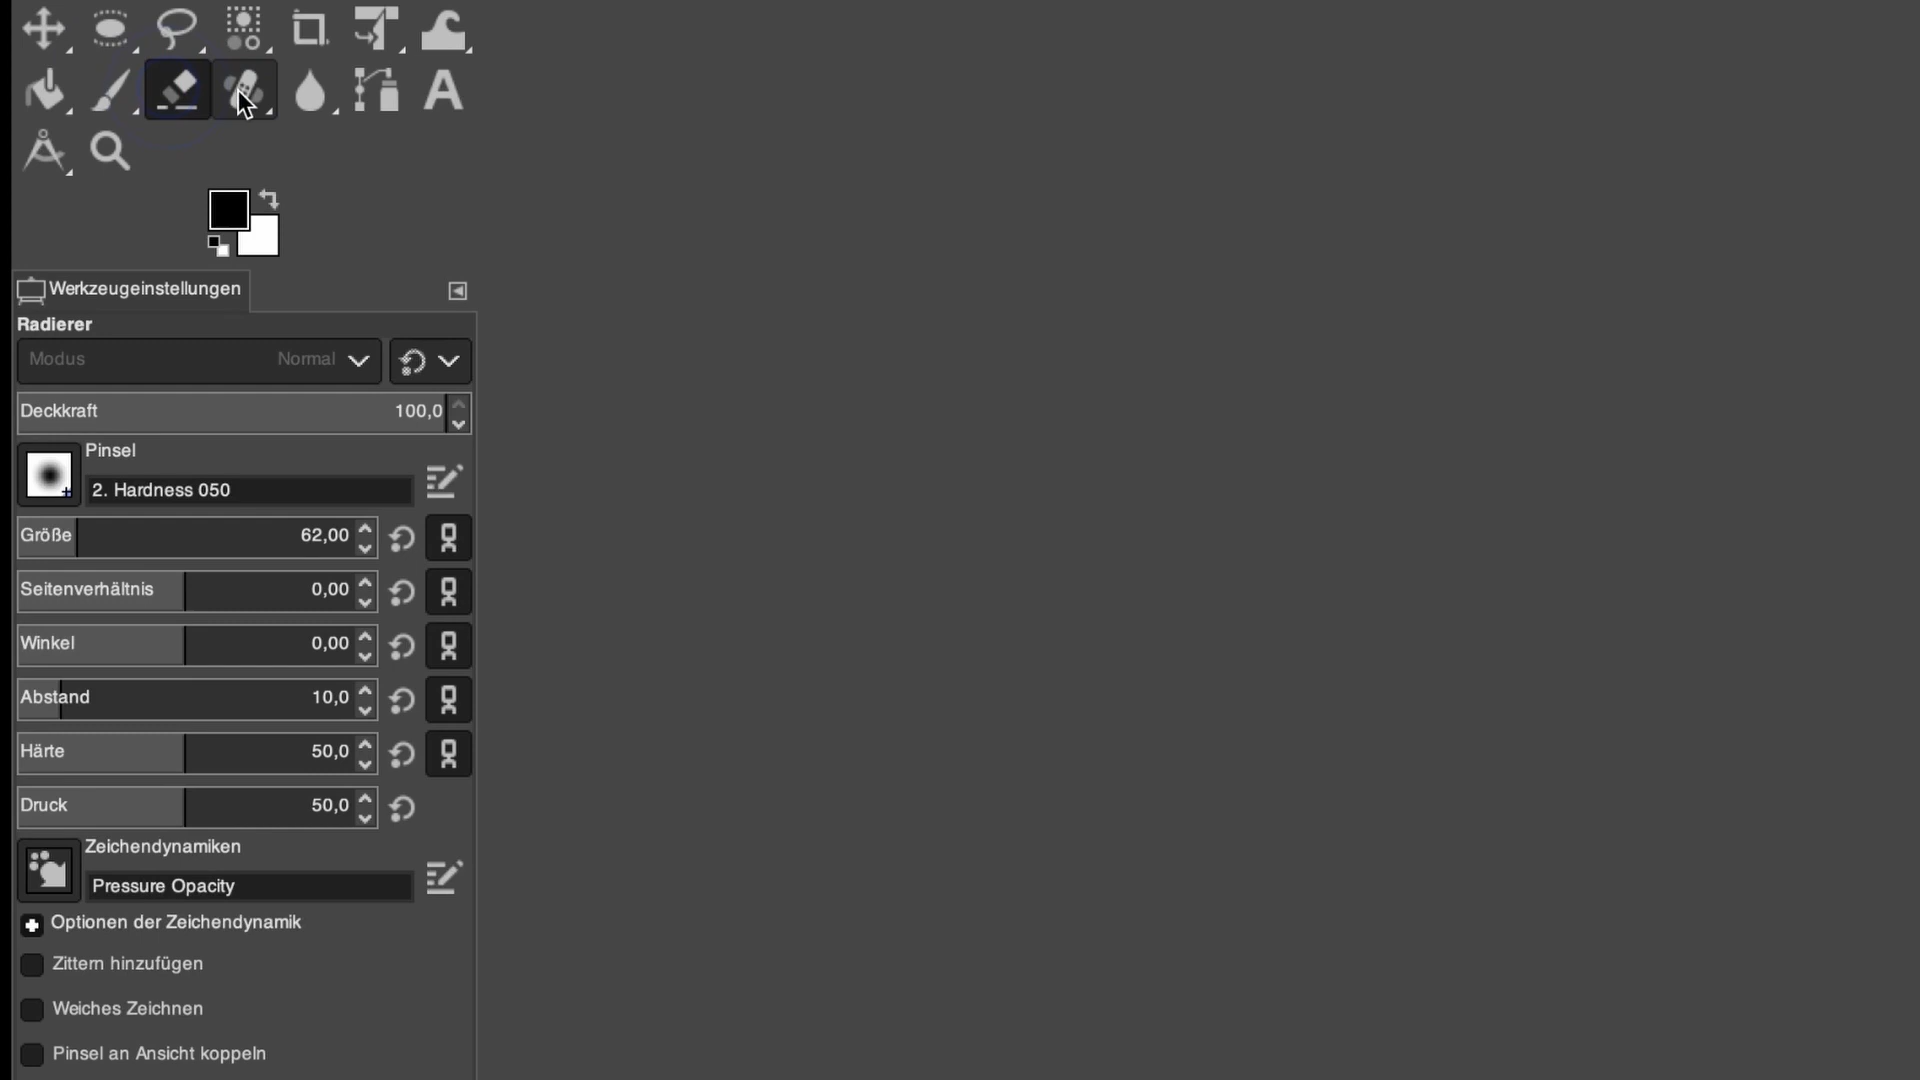 Werkzeugeinstellungen
Radierer
Modus Normal
Deckkraft 100,0
Pinsel
2. Hardness 050
Größe 62,00
Seitenverhältnis 0,00
Winkel 0,00
Abstand 10,0
Härte 50,0
Druck 50,0
Zeichendynamiken
Pressure Opacity
Optionen der Zeichendynamik
Zittern hinzufügen
Weiches Zeichnen
Pinsel an Ansicht koppeln